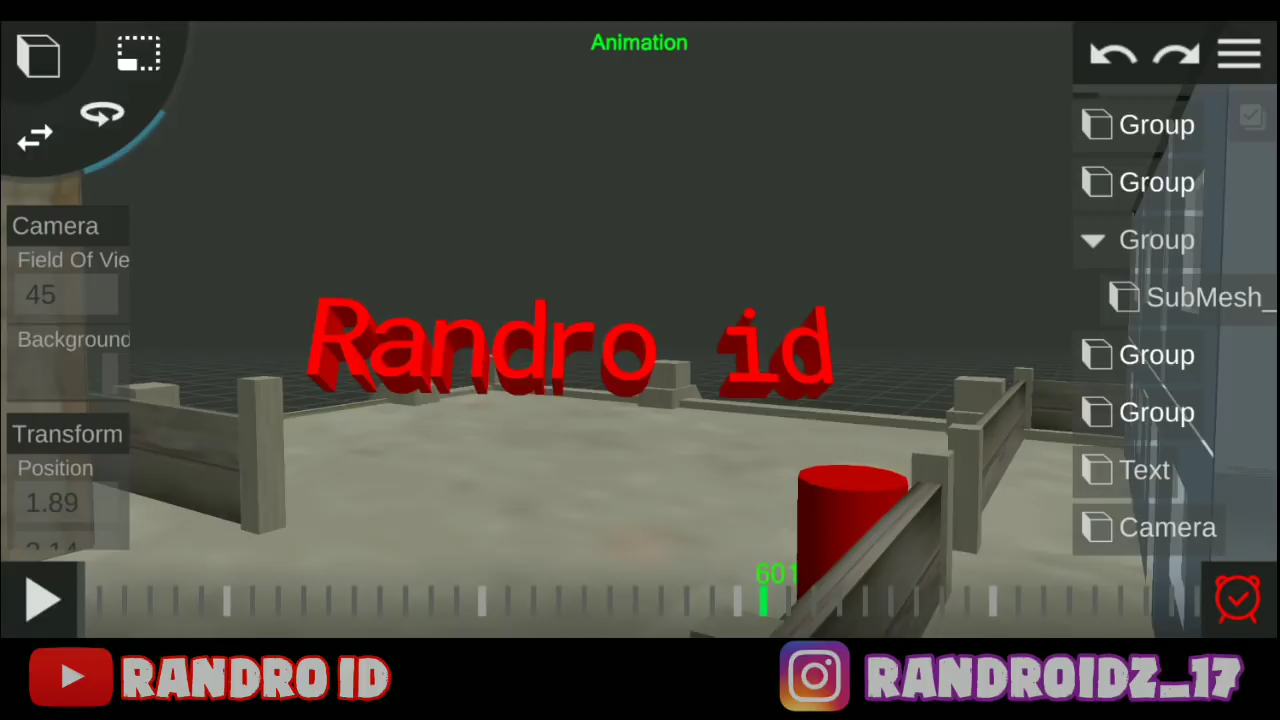 Animation
Group
Group
Camera
Group
Field Of Vie
45
SubMesh_
Background
Randro id
Group
Group
Transform
Position
Text
1.89
Camera
601
RANDRO ID
RANDROIDZ_17